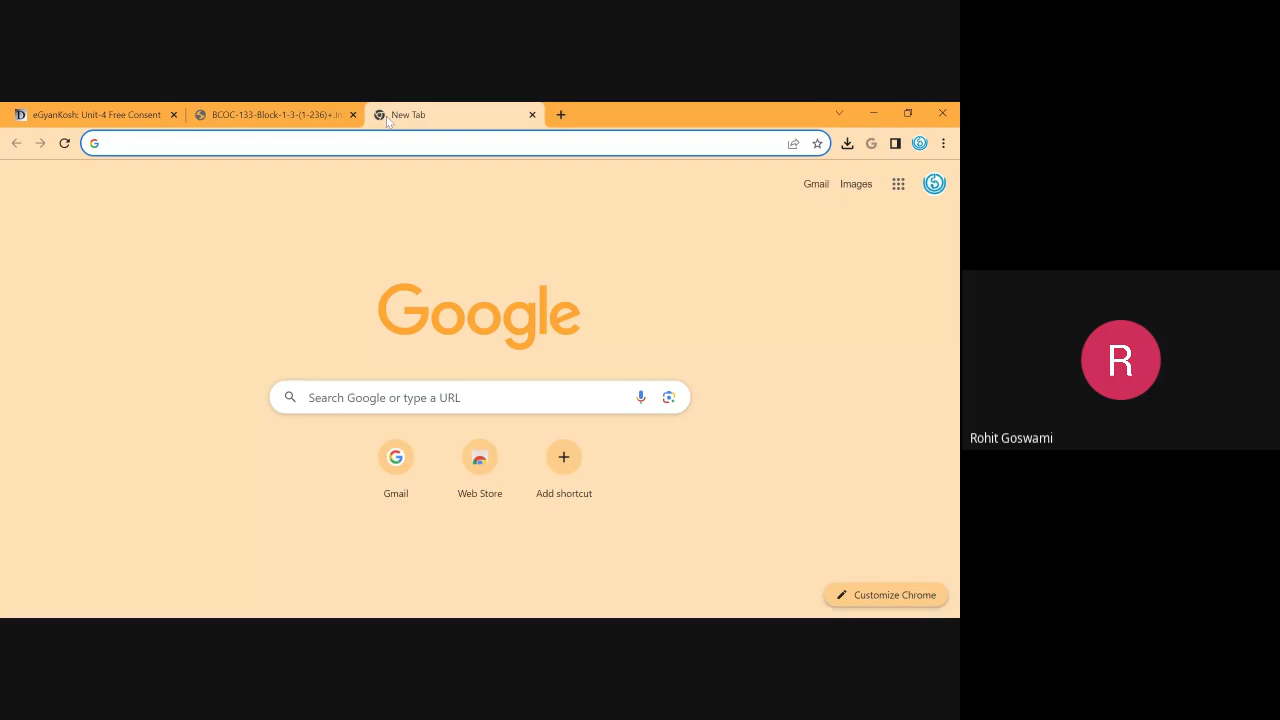 eGyanKosh: Unit-4 Free Consent
BCOC-133-Block-1-3-(1-236)+.in
New Tab
Gmail
Images
Google
Search Google or type a URL
Gmail
Web Store
Add shortcut
Customize Chrome
R
Rohit Goswami